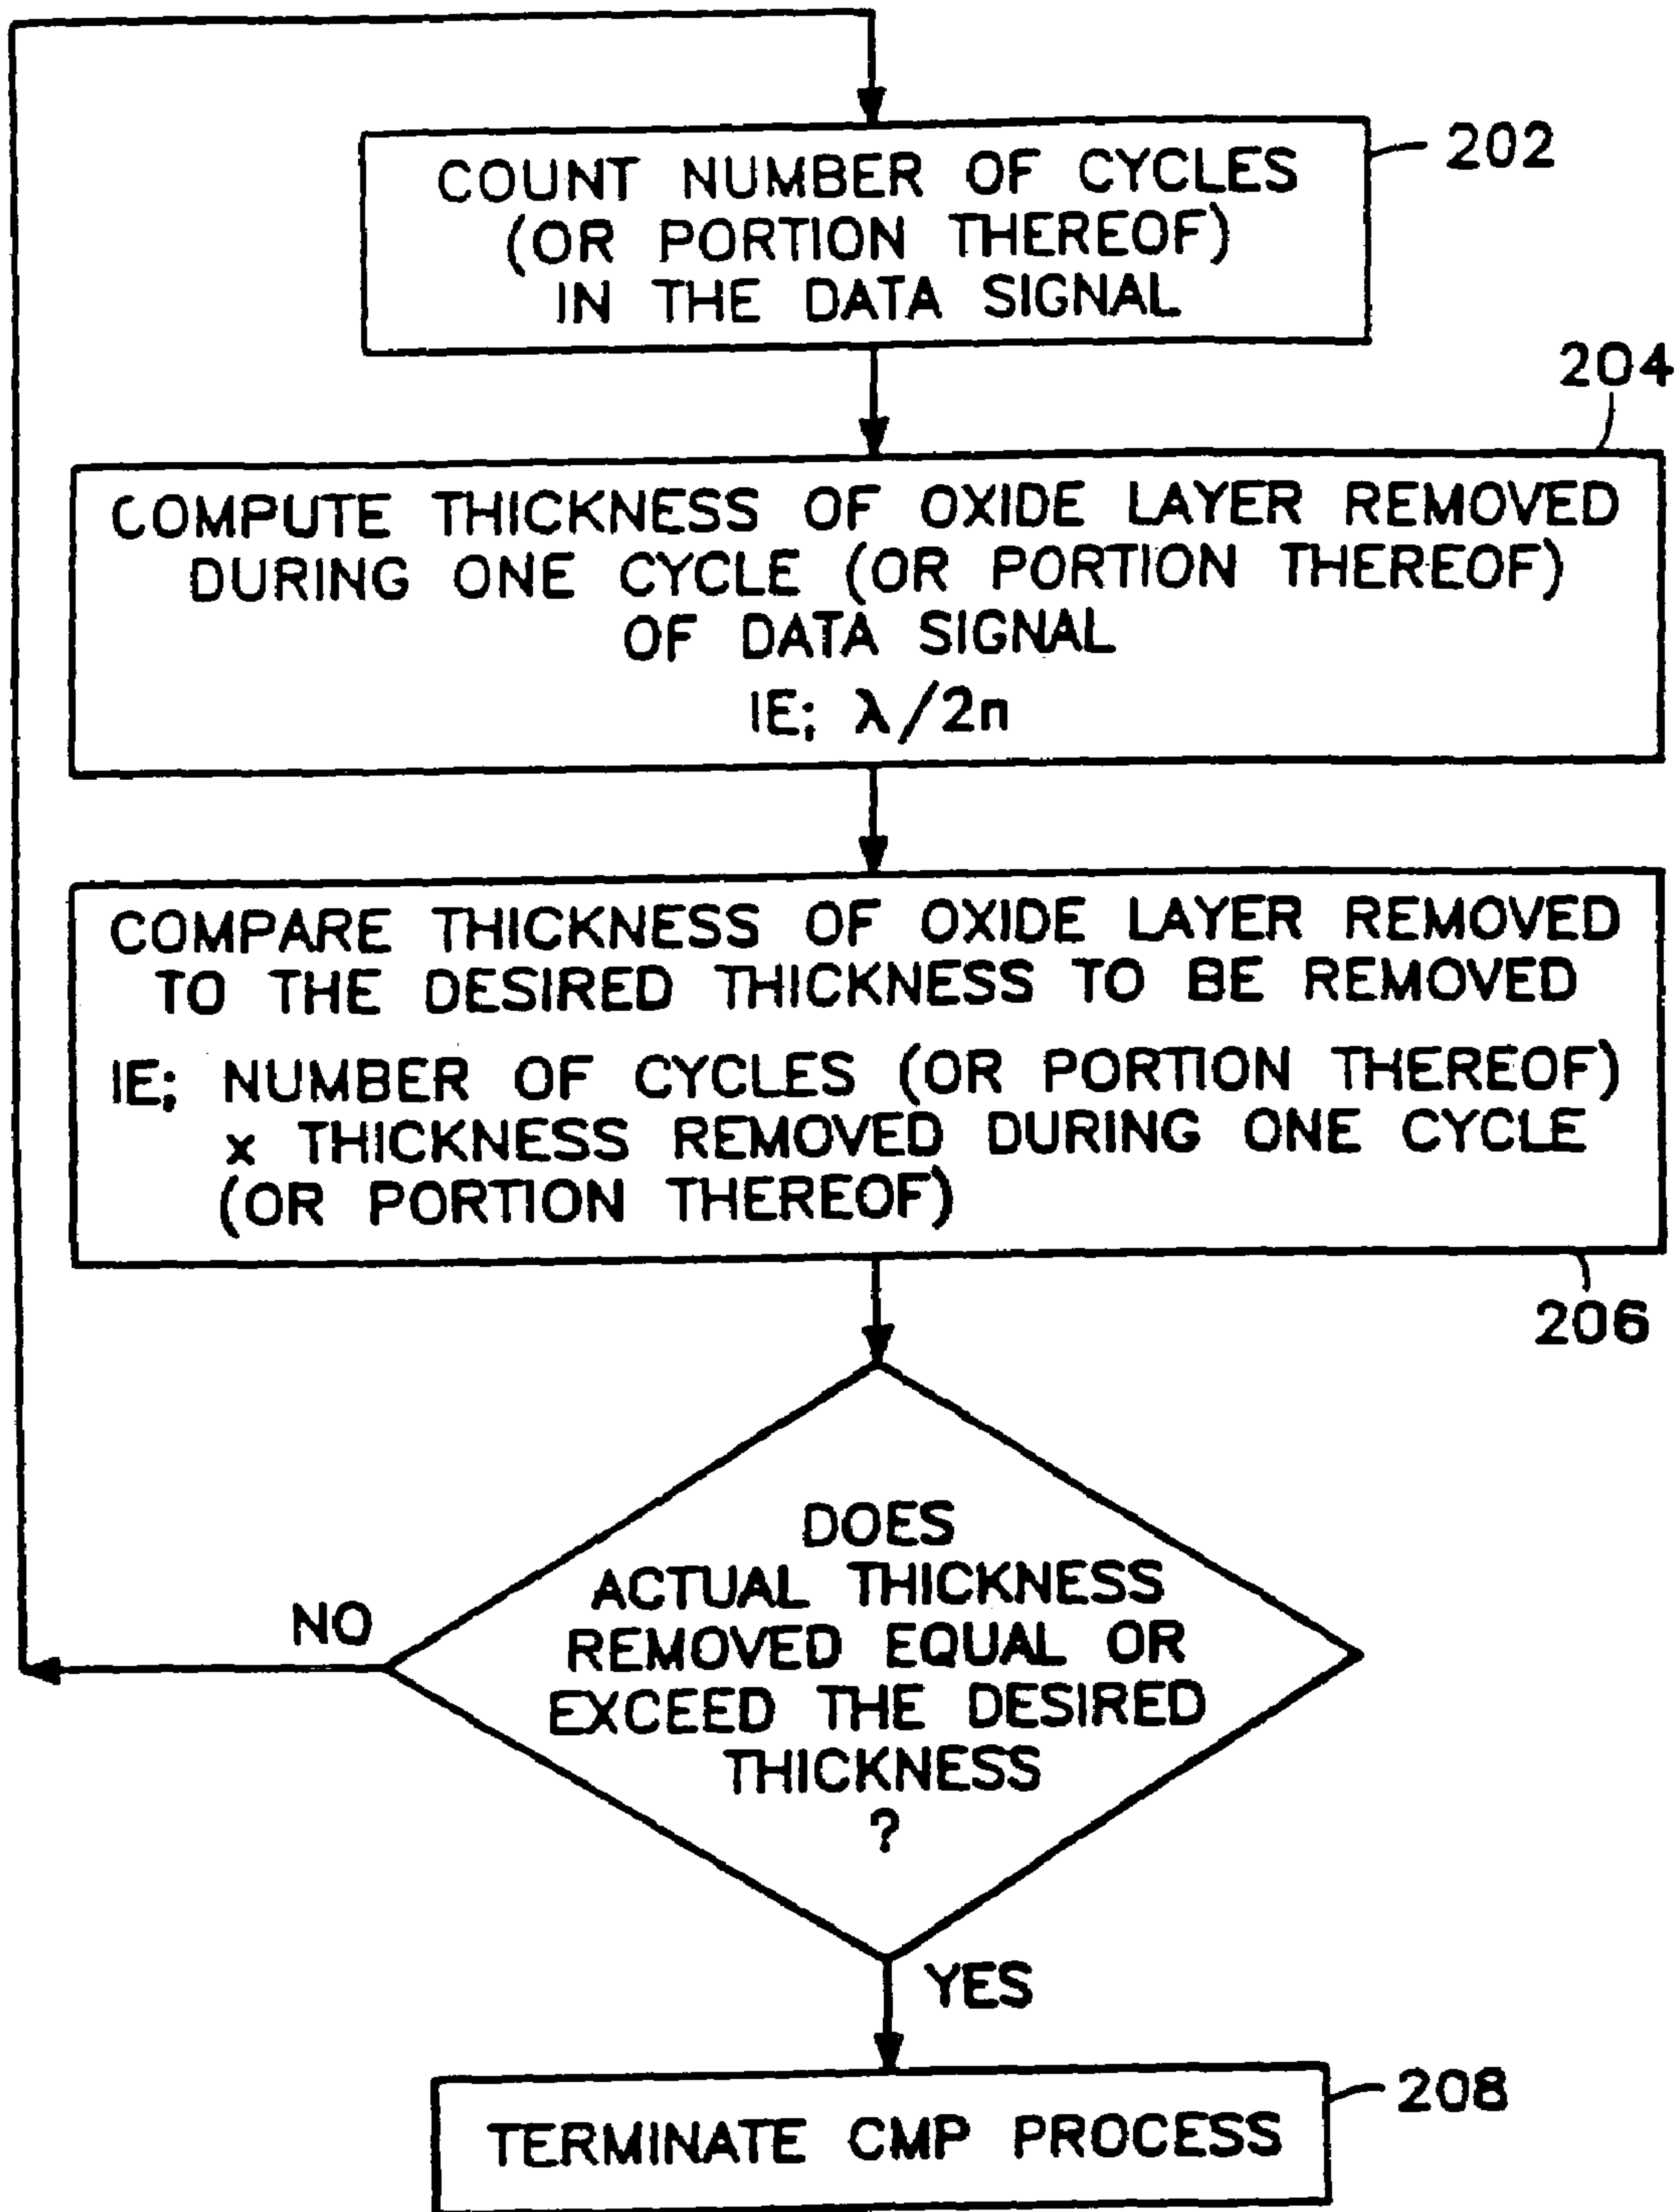 COUNT NUMBER OF CYCLES
(OR PORTION THEREOF)
IN THE DATA SIGNAL
202
204
COMPUTE THICKNESS OF OXIDE LAYER REMOVED
DURING ONE CYCLE (OR PORTION THEREOF)
OF DATA SIGNAL
IE; λ/2n
COMPARE THICKNESS OF OXIDE LAYER REMOVED
TO THE DESIRED THICKNESS TO BE REMOVED
IE; NUMBER OF CYCLES (OR PORTION THEREOF)
x THICKNESS REMOVED DURING ONE CYCLE
(OR PORTION THEREOF)
206
DOES
ACTUAL THICKNESS
REMOVED EQUAL OR
EXCEED THE DESIRED
THICKNESS
?
NO
YES
208
TERMINATE CMP PROCESS